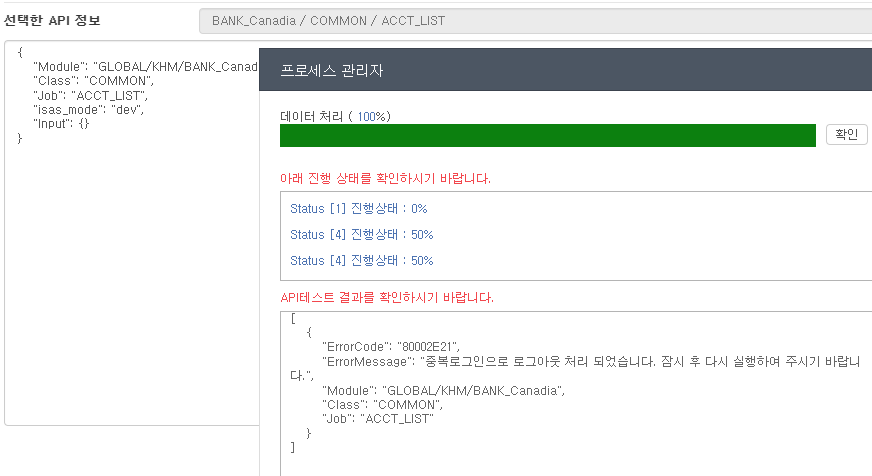 선택한 API 정보
BANK_Canadia / COMMON / ACCT_LIST
{
"Module": "GLOBAL/KHM/BANK_Canad
"Class": "COMMON",
"Job": "ACCT_LIST",
"isas_mode": "dev",
"Input": {}
}
프로세스 관리자
데이터 처리 ( 100%)
확인
아래 진행 상태를 확인하시기 바랍니다.
Status [1] 진행상태 : 0%
Status [4] 진행상태 : 50%
Status [4] 진행상태 : 50%
API테스트 결과를 확인하시기 바랍니다.
[
{
"ErrorCode": "80002E21",
"ErrorMessage": "중복로그인으로 로그아웃 처리 되었습니다. 잠시 후 다시 실행하여 주시기 바랍니
다.",
"Module": "GLOBAL/KHM/BANK_Canadia",
"Class": "COMMON",
"Job": "ACCT_LIST"
}
]